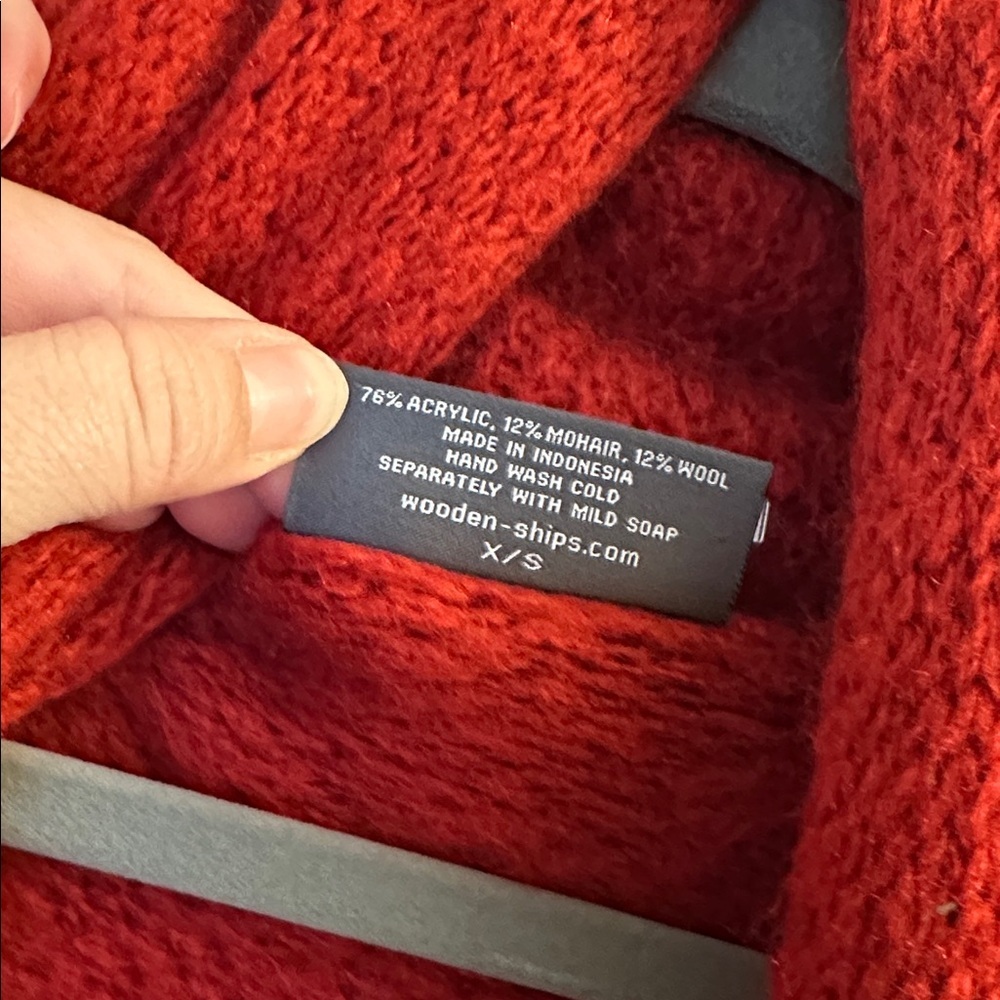 76% ACRYLIC, 12% MOHAIR, 12% WOOL
MADE IN INDONESIA
HAND WASH COLD
SEPARATELY WITH MILD SOAP
wooden-ships.com
X/S